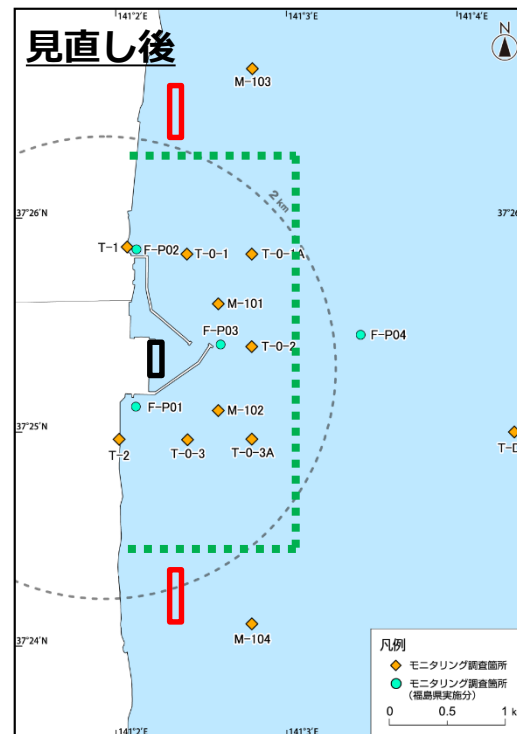 141°2'E
141°3'E
141°4'E
見直し後
N
M-103
2 km
37°26'N
37°26'
T-1
F-P02
T-0-1
T-0-1A
M-101
F-P03
F-P04
T-0-2
F-P01
M-102
37°25'N
T-2
T-0-3
T-0-3A
T-D
37°24'N
M-104
凡例
モニタリング調査箇所
モニタリング調査箇所
(福島県実施分)
0 0.5 1 k
141°2'E
141°3'E